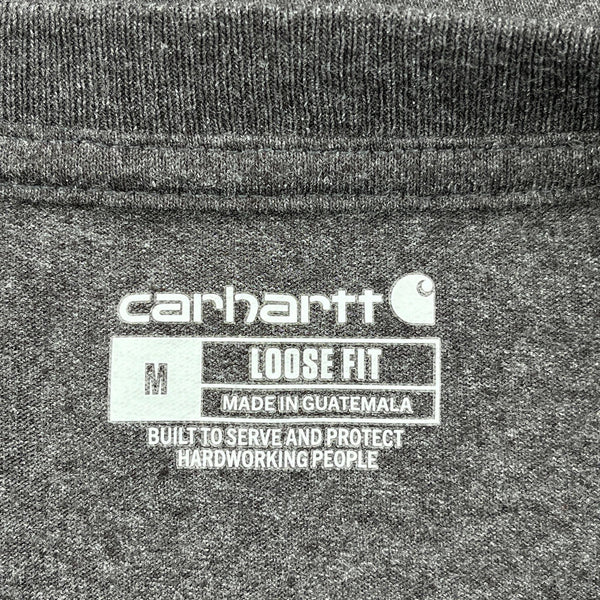 carhartt
M
LOOSE FIT
MADE IN GUATEMALA
BUILT TO SERVE AND PROTECT
HARDWORKING PEOPLE